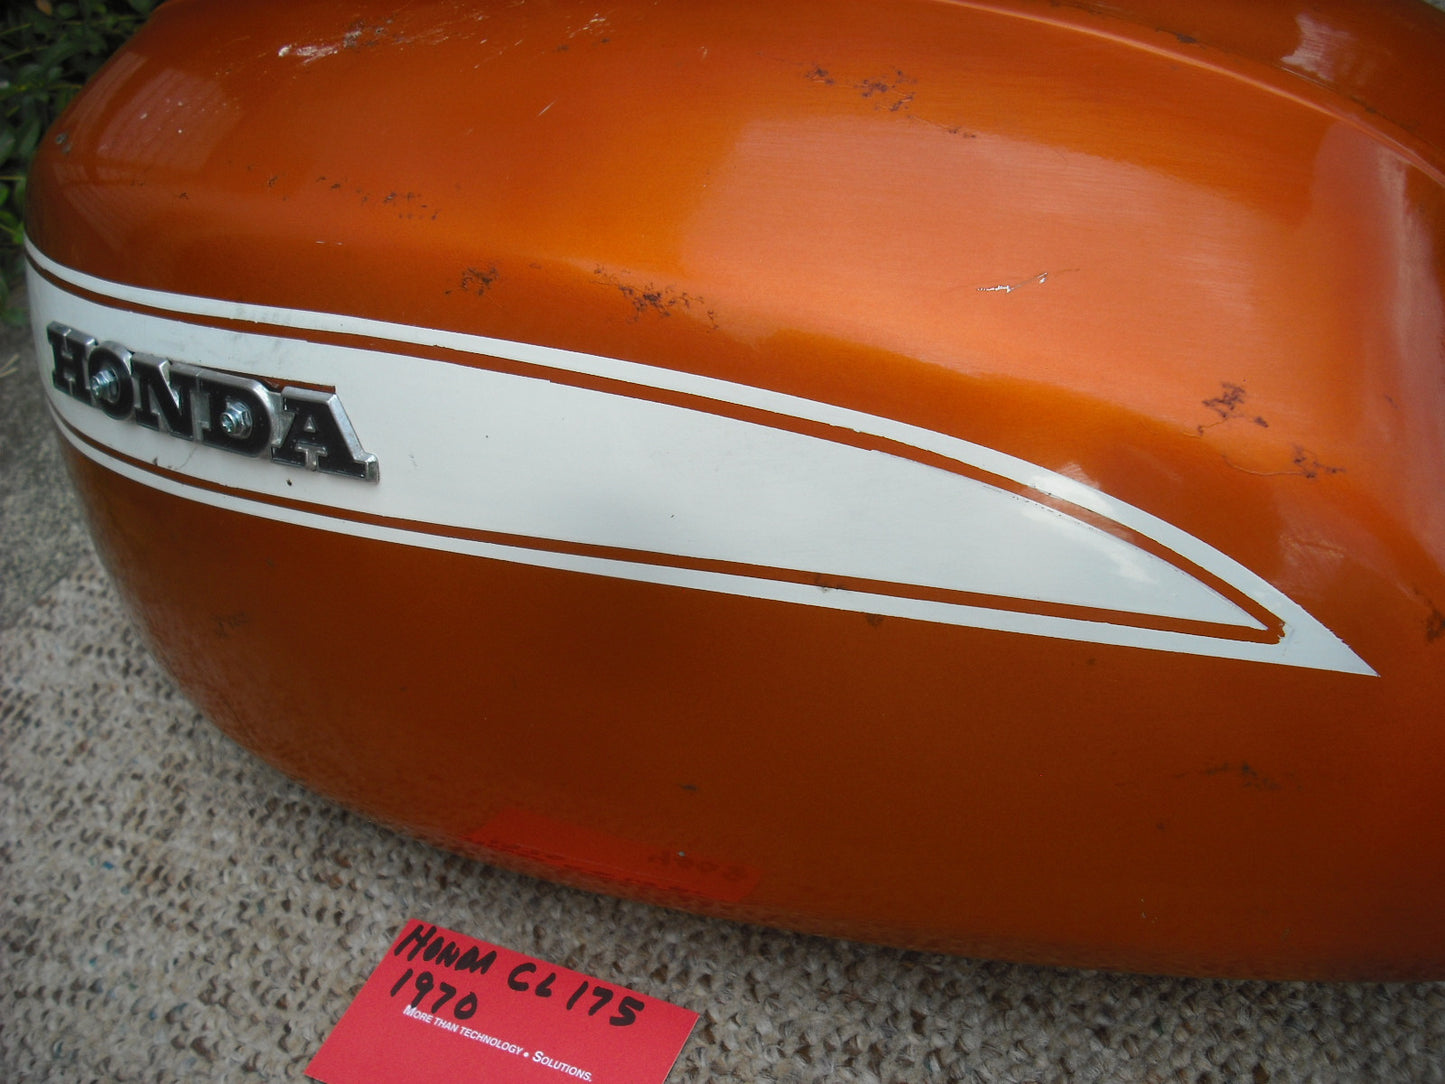 HONDA
HONDA CL 175
1970
MORE THAN TECHNOLOGY • SOLUTIONS.